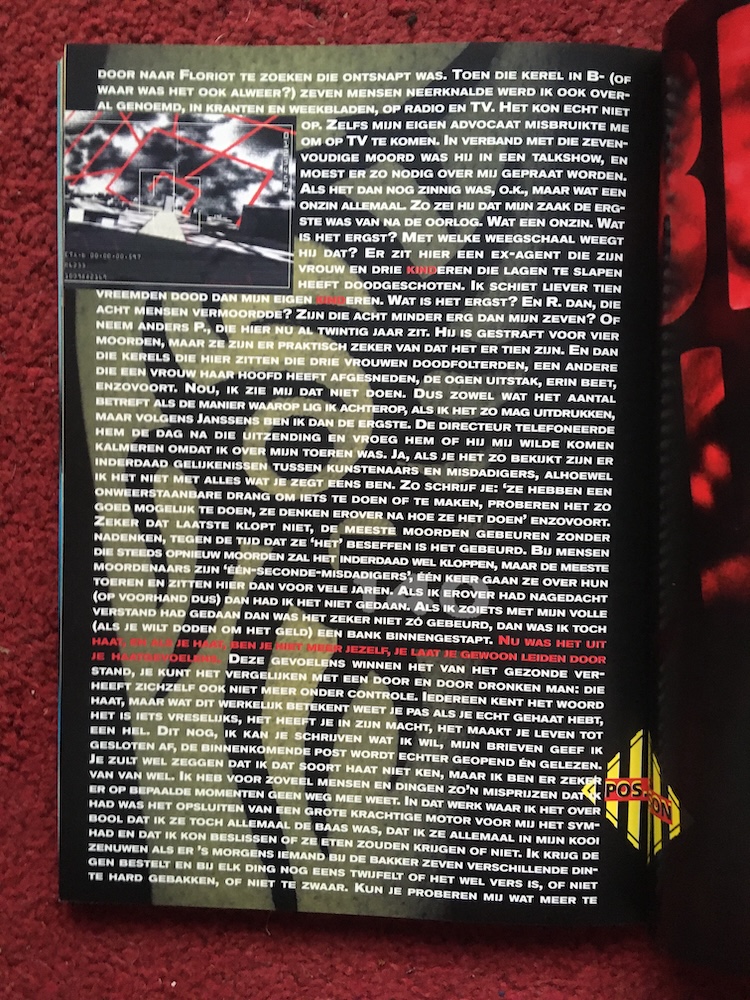 DOOR NAAR FLORIOT TE ZOEKEN DIE ONTSNAPT WAS. TOEN DIE KEREL IN B- (OF
WAAR WAS HET OOK ALWEER?) ZEVEN MENSEN NEERKNALDE WERD IK OOK OVER-
AL GENOEMD, IN KRANTEN EN WEEKBLADEN, OP RADIO EN TV. HET KON ECHT NIET
OP. ZELFS MIJN EIGEN ADVOCAAT MISBRUIKTE ME
OM OP TV TE KOMEN. IN VERBAND MET DIE ZEVEN-
VOUDIGE MOORD WAS HIJ IN EEN TALKSHOW, EN
MOEST ER ZO NODIG OVER MIJ GEPRAAT WORDEN.
ALS HET DAN NOG ZINNIG WAS, O.K., MAAR WAT EEN
ONZIN ALLEMAAL. ZO ZEI HIJ DAT MIJN ZAAK DE ERG-
STE WAS VAN NA DE OORLOG. WAT EEN ONZIN. WAT
IS HET ERGST? MET WELKE WEEGSCHAAL WEEGT
HIJ DAT? ER ZIT HIER EEN EX-AGENT DIE ZIJN
VROUW EN DRIE KINDEREN DIE LAGEN TE SLAPEN
HEEFT DOODGESCHOTEN. IK SCHIET LIEVER TIEN
VREEMDEN DOOD DAN MIJN EIGEN KINDEREN. WAT IS HET ERGST? EN R. DAN, DIE
ACHT MENSEN VERMOORDDE? ZIJN DIE ACHT MINDER ERG DAN MIJN ZEVEN? OF
NEEM ANDERS P., DIE HIER NU AL TWINTIG JAAR ZIT. HIJ IS GESTRAFT VOOR VIER
MOORDEN, MAAR ZE ZIJN ER PRAKTISCH ZEKER VAN DAT HET ER TIEN ZIJN. EN DAN
DIE KERELS DIE HIER ZITTEN DIE DRIE VROUWEN DOODFOLTERDEN, EEN ANDERE
DIE EEN VROUW HAAR HOOFD HEEFT AFGESNEDEN, DE OGEN UITSTAK, ERIN BEET,
ENZOVOORT. NOU, IK ZIE MIJ DAT NIET DOEN. DUS ZOWEL WAT HET AANTAL
BETREFT ALS DE MANIER WAAROP LIG IK ACHTEROP, ALS IK HET ZO MAG UITDRUKKEN,
MAAR VOLGENS JANSSENS BEN IK DAN DE ERGSTE. DE DIRECTEUR TELEFONEERDE
HEM DE DAG NA DIE UITZENDING EN VROEG HEM OF HIJ MIJ WILDE KOMEN
KALMEREN OMDAT IK OVER MIJN TOEREN WAS. JA, ALS JE HET ZO BEKIJKT ZIJN ER
INDERDAAD GELIJKENISSEN TUSSEN KUNSTENAARS EN MISDADIGERS, ALHOEWEL
IK HET NIET MET ALLES WAT JE ZEGT EENS BEN. ZO SCHRIJF JE: 'ZE HEBBEN EEN
ONWEERSTAANBARE DRANG OM IETS TE DOEN OF TE MAKEN, PROBEREN HET ZO
GOED MOGELIJK TE DOEN, ZE DENKEN EROVER NA HOE ZE HET DOEN' ENZOVOORT.
ZEKER DAT LAATSTE KLOPT NIET, DE MEESTE MOORDEN GEBEUREN ZONDER
NADENKEN, TEGEN DE TIJD DAT ZE 'HET' BESEFFEN IS HET GEBEURD. BIJ MENSEN
DIE STEEDS OPNIEUW MOORDEN ZAL HET INDERDAAD WEL KLOPPEN, MAAR DE MEESTE
MOORDENAARS ZIJN 'ÉÉN-SECONDE-MISDADIGERS', ÉÉN KEER GAAN ZE OVER HUN
TOEREN EN ZITTEN HIER DAN VOOR VELE JAREN. ALS IK EROVER HAD NAGEDACHT
(OP VOORHAND DUS) DAN HAD IK HET NIET GEDAAN. ALS IK ZOIETS MET MIJN VOLLE
VERSTAND HAD GEDAAN DAN WAS HET ZEKER NIET ZÓ GEBEURD, DAN WAS IK TOCH
(ALS JE WILT DODEN OM HET GELD) EEN BANK BINNENGESTAPT. NU WAS HET UIT
HAAT, EN ALS JE HAAT, BEN JE NIET MEER JEZELF, JE LAAT JE GEWOON LEIDEN DOOR
JE HAATGEVOELENS. DEZE GEVOELENS WINNEN HET VAN HET GEZONDE VER-
STAND, JE KUNT HET VERGELIJKEN MET EEN DOOR EN DOOR DRONKEN MAN: DIE
HEEFT ZICHZELF OOK NIET MEER ONDER CONTROLE. IEDEREEN KENT HET WOORD
HAAT, MAAR WAT DIT WERKELIJK BETEKENT WEET JE PAS ALS JE ECHT GEHAAT HEBT,
HET IS IETS VRESELIJKS, HET HEEFT JE IN ZIJN MACHT, HET MAAKT JE LEVEN TOT
EEN HEL. DIT NOG, IK KAN JE SCHRIJVEN WAT IK WIL, MIJN BRIEVEN GEEF IK
GESLOTEN AF, DE BINNENKOMENDE POST WORDT ECHTER GEOPEND ÉN GELEZEN.
JE ZULT WEL ZEGGEN DAT IK DAT SOORT HAAT NIET KEN, MAAR IK BEN ER ZEKER
VAN VAN WEL. IK HEB VOOR ZOVEEL MENSEN EN DINGEN ZO'N MISPRIJZEN DAT IK
ER OP BEPAALDE MOMENTEN GEEN WEG MEE WEET. IN DAT WERK WAAR IK HET OVER
HAD WAS HET OPSLUITEN VAN EEN GROTE KRACHTIGE MOTOR VOOR MIJ HET SYM-
BOOL DAT IK ZE TOCH ALLEMAAL DE BAAS WAS, DAT IK ZE ALLEMAAL IN MIJN KOOI
HAD EN DAT IK KON BESLISSEN OF ZE ETEN ZOUDEN KRIJGEN OF NIET. IK KRIJG DE
ZENUWEN ALS ER 'S MORGENS IEMAND BIJ DE BAKKER ZEVEN VERSCHILLENDE DIN-
GEN BESTELT EN BIJ ELK DING NOG EENS TWIJFELT OF HET WEL VERS IS, OF NIET
TE HARD GEBAKKEN, OF NIET TE ZWAAR. KUN JE PROBEREN MIJ WAT MEER TE